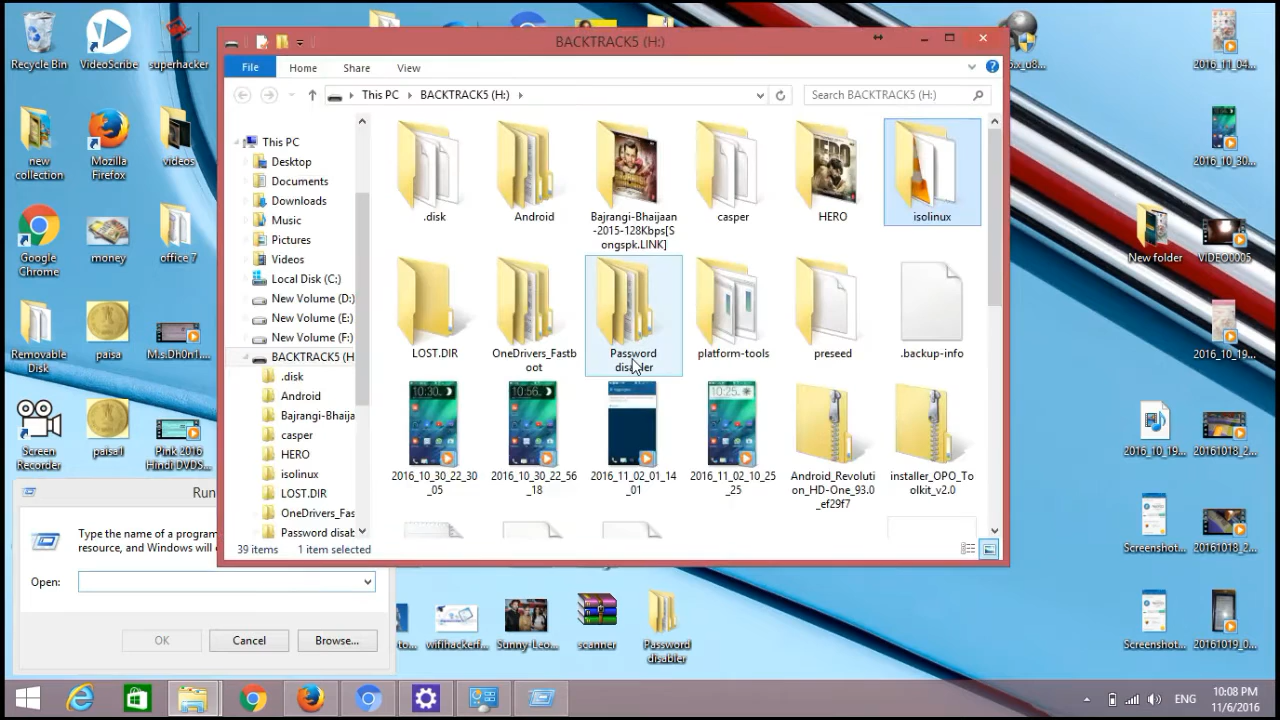 Recycle Bin
VideoScribe
superhacker
new
collection
Mozilla
Firefox
videos
Google
Chrome
money
office 7
Removable
Disk
paisa
M.s.Dh0n1....
Screen
Recorder
paisa1
Pink 2016
Hindi DVDS...
BACKTRACK5 (H:)
File
Home
Share
View
This PC
BACKTRACK5 (H:)
Search BACKTRACK5 (H:)
This PC
Desktop
Documents
Downloads
Music
Pictures
Videos
Local Disk (C:)
New Volume (D:)
New Volume (E:)
New Volume (F:)
BACKTRACK5 (H
.disk
Android
Bajrangi-Bhaija
casper
HERO
isolinux
LOST.DIR
OneDrivers_Fas
Password disab
.disk
Android
Bajrangi-Bhaijaan
-2015-128Kbps[S
ongspk.LINK]
casper
HERO
isolinux
LOST.DIR
OneDrivers_Fastb
oot
Password
disabler
platform-tools
preseed
.backup-info
2016_10_30_22_30
_05
2016_10_30_22_56
_18
2016_11_02_01_14
_01
2016_11_02_10_25
_25
Android_Revoluti
on_HD-One_93.0
_ef29f7
installer_OPO_To
olkit_v2.0
39 items
1 item selected
Run
Type the name of a program
resource, and Windows will
Open:
OK
Cancel
Browse...
to...
wifihackerf...
Sunny-Leo...
scanner
Password
disabler
2016_11_04...
2016_10_30...
New folder
VIDEO0005
2016_10_19...
2016_10_19...
20161018_2...
Screenshot...
20161018_2...
Screenshot...
20161019_0...
ENG
10:08 PM
11/6/2016